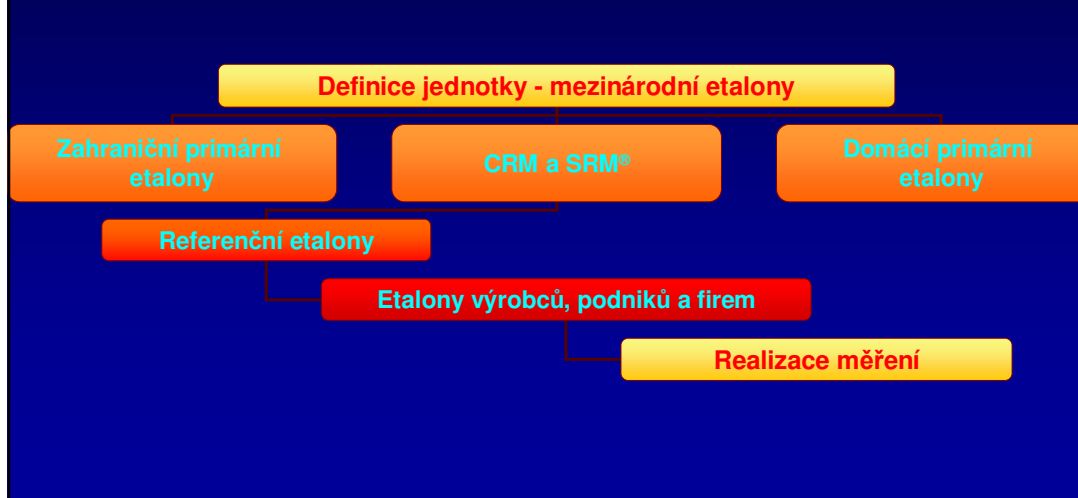 Definice jednotky - mezinárodní etalony
Zahraniční primární
etalony
CRM a SRM®
Domácí primární
etalony
Referenční etalony
Etalony výrobců, podniků a firem
Realizace měření